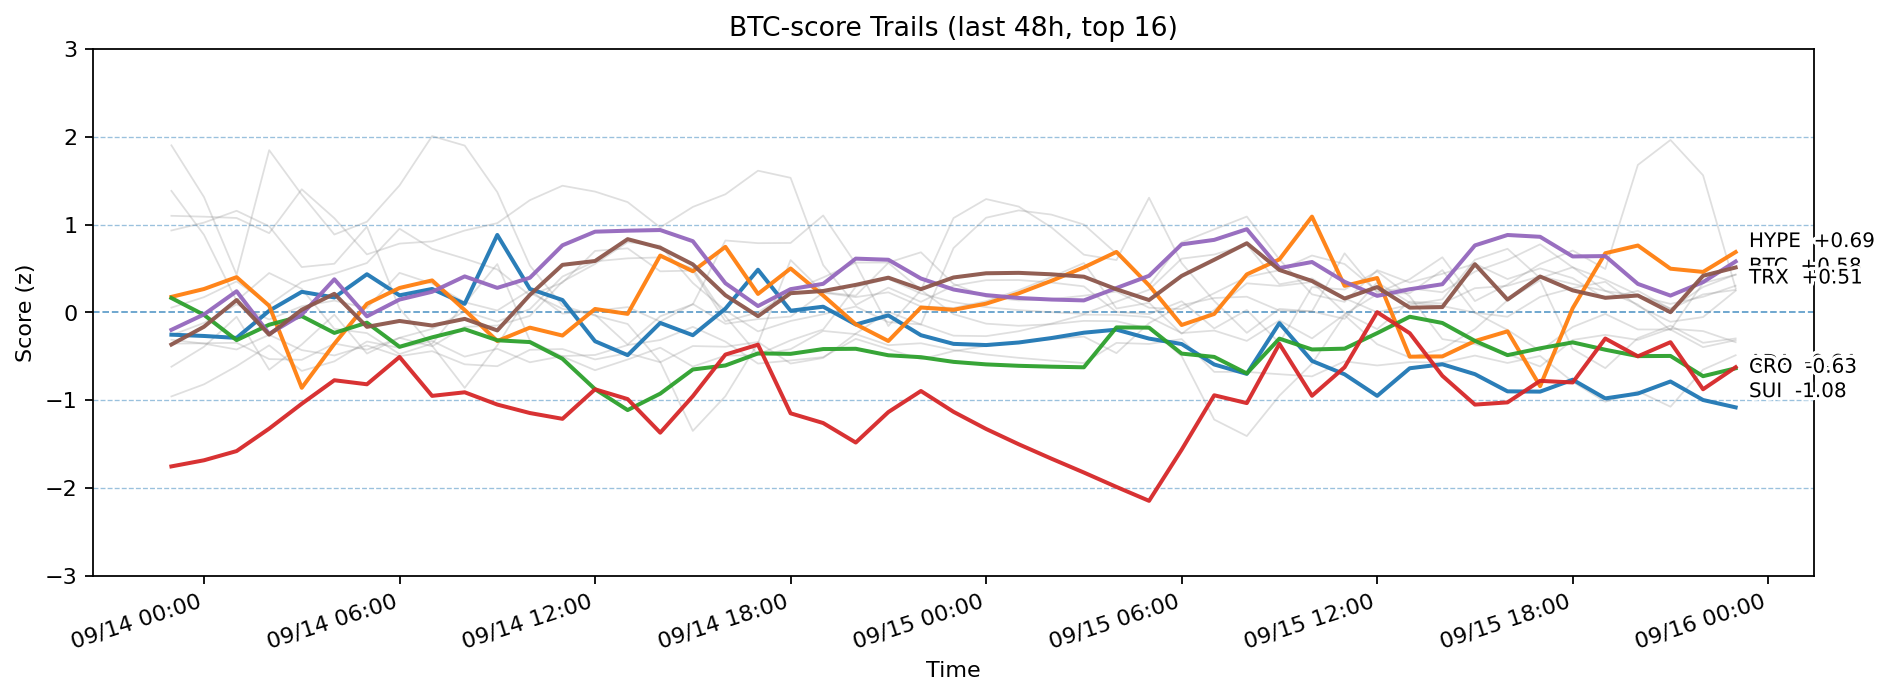 BTC-score Trails (last 48h, top 16)
3
2
1
0
−1
−2
−3
Score (z)
HYPE +0.69
BTC +0.58
TRX +0.51
CRO -0.63
SUI -1.08
09/14 00:00
09/14 06:00
09/14 12:00
09/14 18:00
09/15 00:00
09/15 06:00
09/15 12:00
09/15 18:00
09/16 00:00
Time